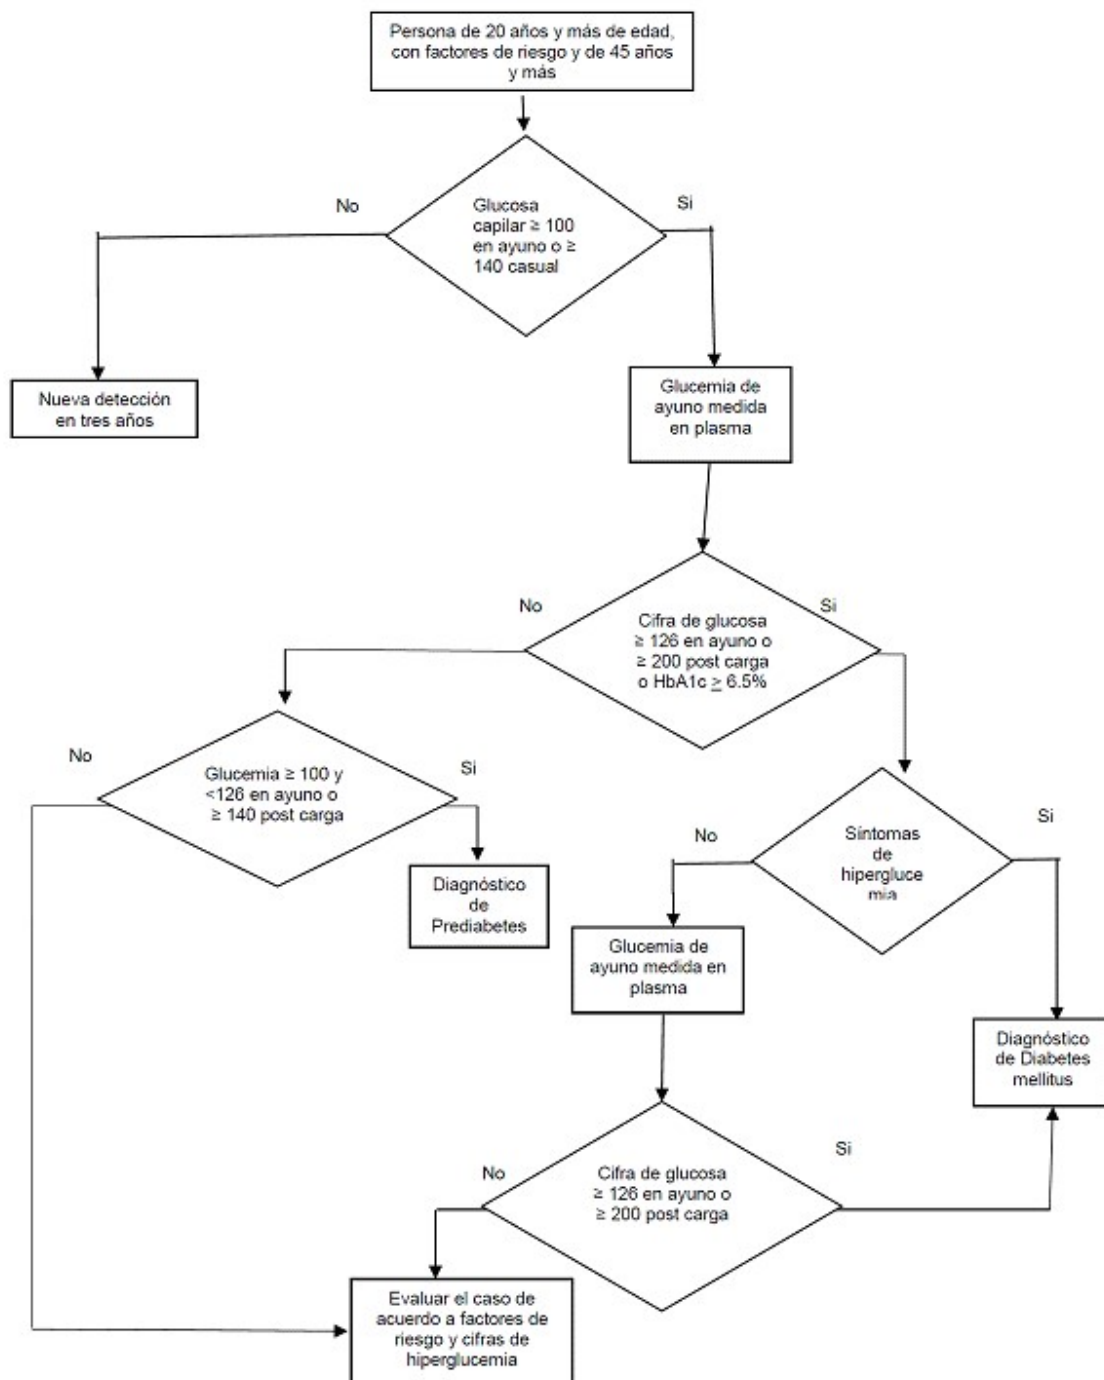 Persona de 20 años y más de edad,
con factores de riesgo y de 45 años
y más
No
Si
Glucosa
capilar ≥ 100
en ayuno o ≥
140 casual
Nueva detección
en tres años
Glucemia de
ayuno medida
en plasma
No
Si
Cifra de glucosa
≥ 126 en ayuno o
≥ 200 post carga
o HbA1c ≥ 6.5%
No
Si
Glucemia ≥ 100 y
<126 en ayuno o
≥ 140 post carga
No
Si
Síntomas
de
hipergluce
mia
Diagnóstico
de
Prediabetes
Glucemia de
ayuno medida en
plasma
Diagnóstico
de Diabetes
mellitus
No
Si
Cifra de glucosa
≥ 126 en ayuno o
≥ 200 post carga
Evaluar el caso de
acuerdo a factores de
riesgo y cifras de
hiperglucemia